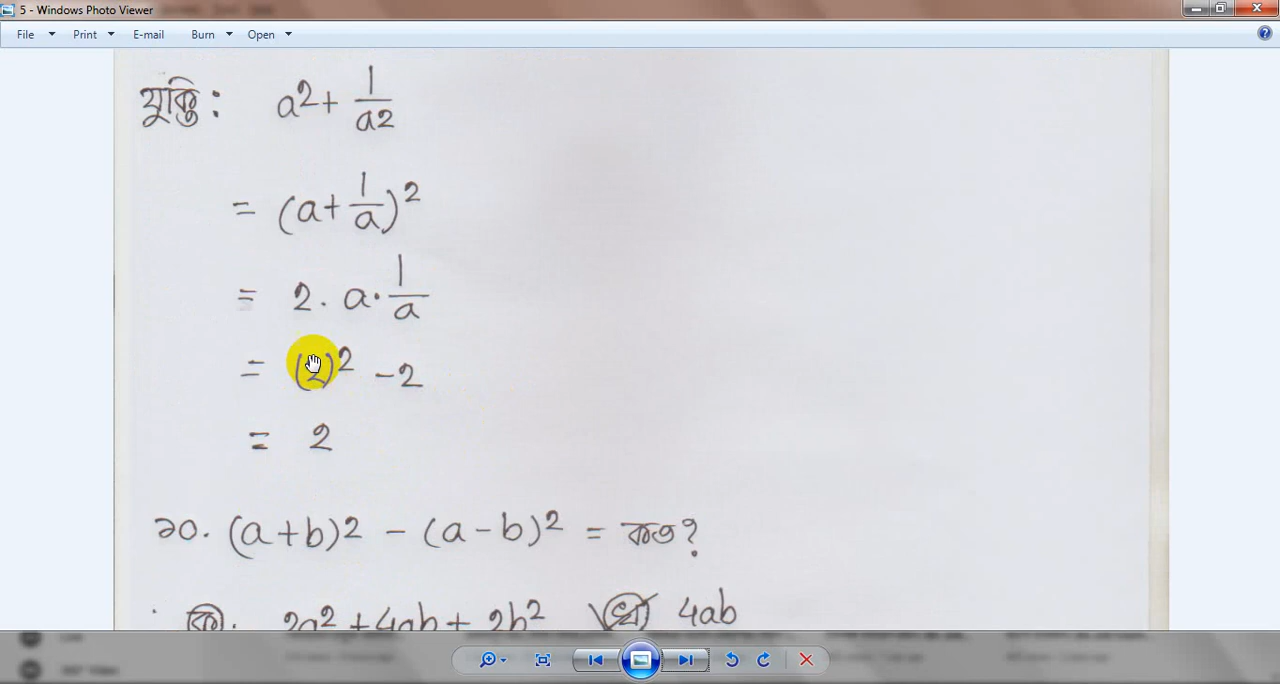 5 - Windows Photo Viewer
File Print E-mail Burn Open
যুক্তি: a² + 1/a²
= (a + 1/a)²
= 2 · a · 1/a
= (2)² - 2
= 2
১০. (a+b)² - (a-b)² = কত?
ক. 2a² + 4ab + 2b² খ 4ab